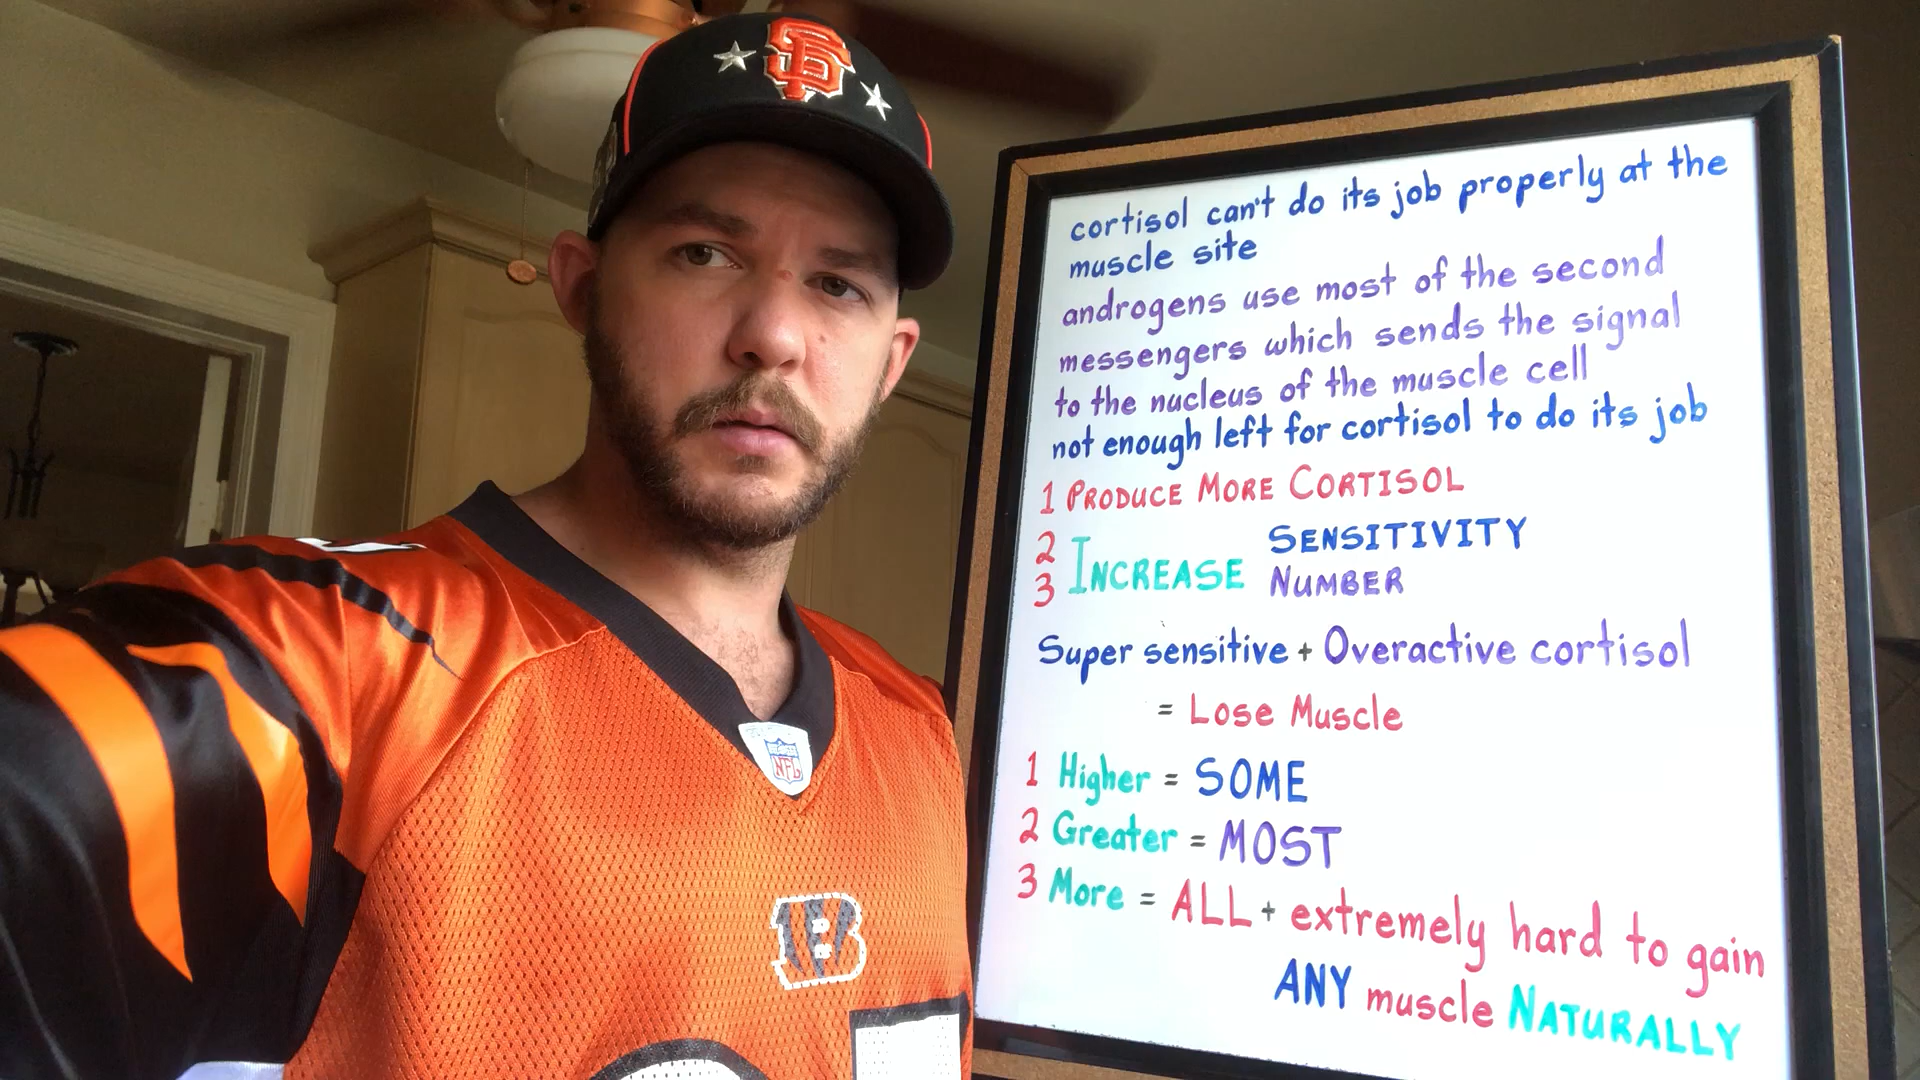 SF
NFL
B
cortisol can't do its job properly at the
muscle site
androgens use most of the second
messengers which sends the signal
to the nucleus of the muscle cell
not enough left for cortisol to do its job
1 PRODUCE MORE CORTISOL
2 INCREASE SENSITIVITY
3 NUMBER
Super sensitive + Overactive cortisol
= Lose Muscle
1 Higher = SOME
2 Greater = MOST
3 More = ALL + extremely hard to gain
ANY muscle NATURALLY